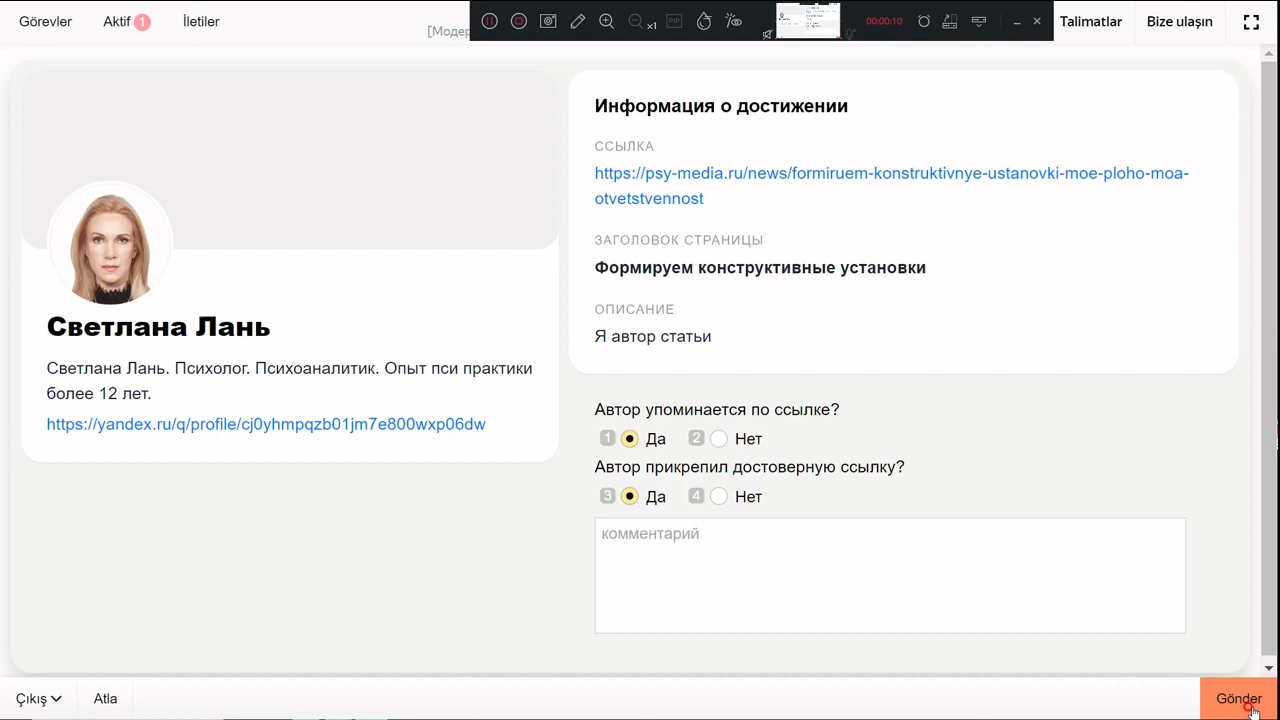 Görevler
Aktif 1
İletiler
[Модер
x1
PIP
00:00:10
Talimatlar
Bize ulaşın
Светлана Лань
Светлана Лань. Психолог. Психоаналитик. Опыт пси практики
более 12 лет.
https://yandex.ru/q/profile/cj0yhmpqzb01jm7e800wxp06dw
Информация о достижении
ССЫЛКА
https://psy-media.ru/news/formiruem-konstruktivnye-ustanovki-moe-ploho-moa-
otvetstvennost
ЗАГОЛОВОК СТРАНИЦЫ
Формируем конструктивные установки
ОПИСАНИЕ
Я автор статьи
Автор упоминается по ссылке?
1 Да 2 Нет
Автор прикрепил достоверную ссылку?
3 Да 4 Нет
комментарий
Çıkış
Atla
Gönder